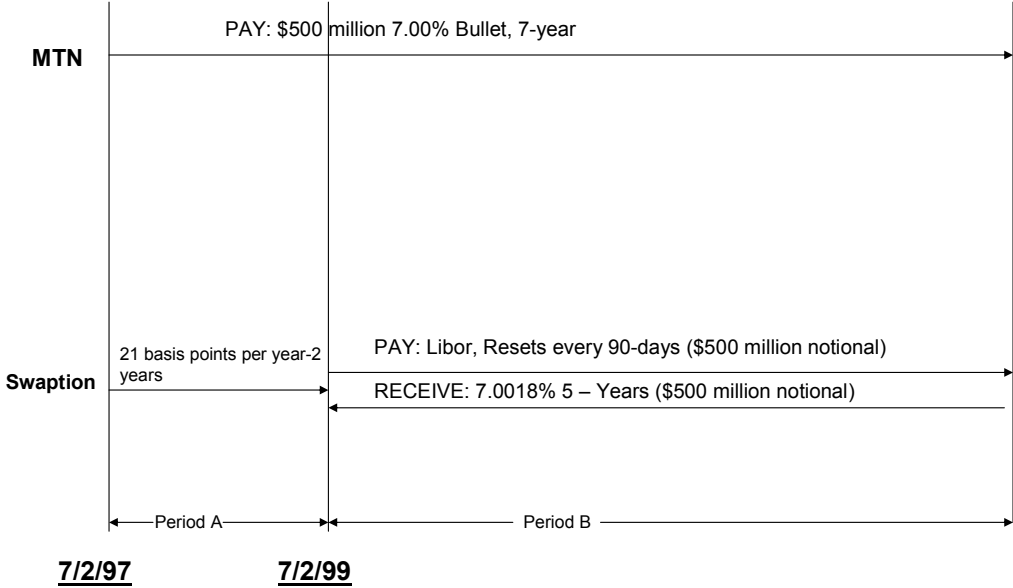 PAY: $500 million 7.00% Bullet, 7-year
MTN
21 basis points per year-2
years
PAY: Libor, Resets every 90-days ($500 million notional)
Swaption
RECEIVE: 7.0018% 5 – Years ($500 million notional)
Period A
Period B
7/2/97
7/2/99